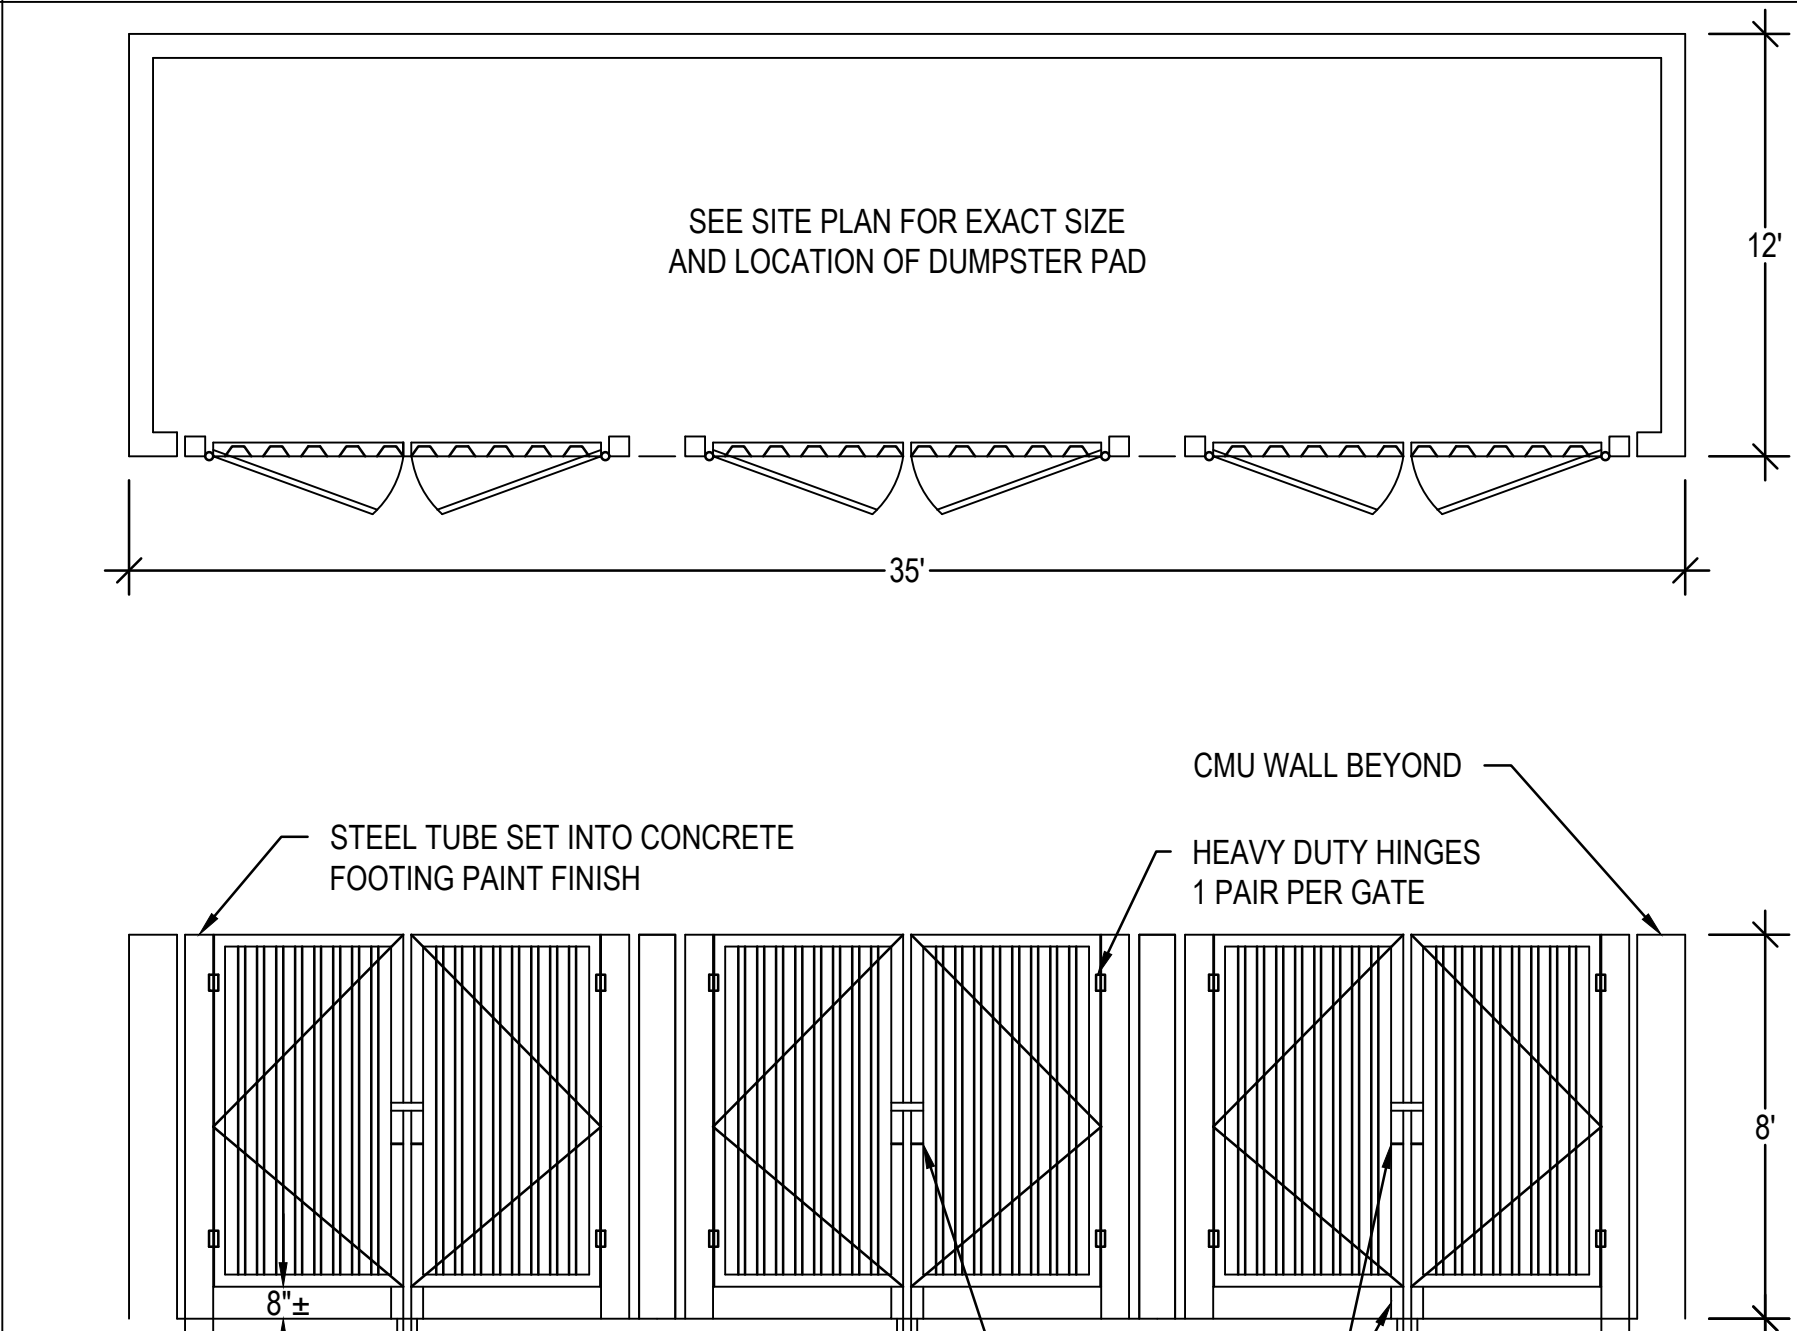 SEE SITE PLAN FOR EXACT SIZE
AND LOCATION OF DUMPSTER PAD
12'
35'
CMU WALL BEYOND
STEEL TUBE SET INTO CONCRETE
FOOTING PAINT FINISH
HEAVY DUTY HINGES
1 PAIR PER GATE
8'
8"±